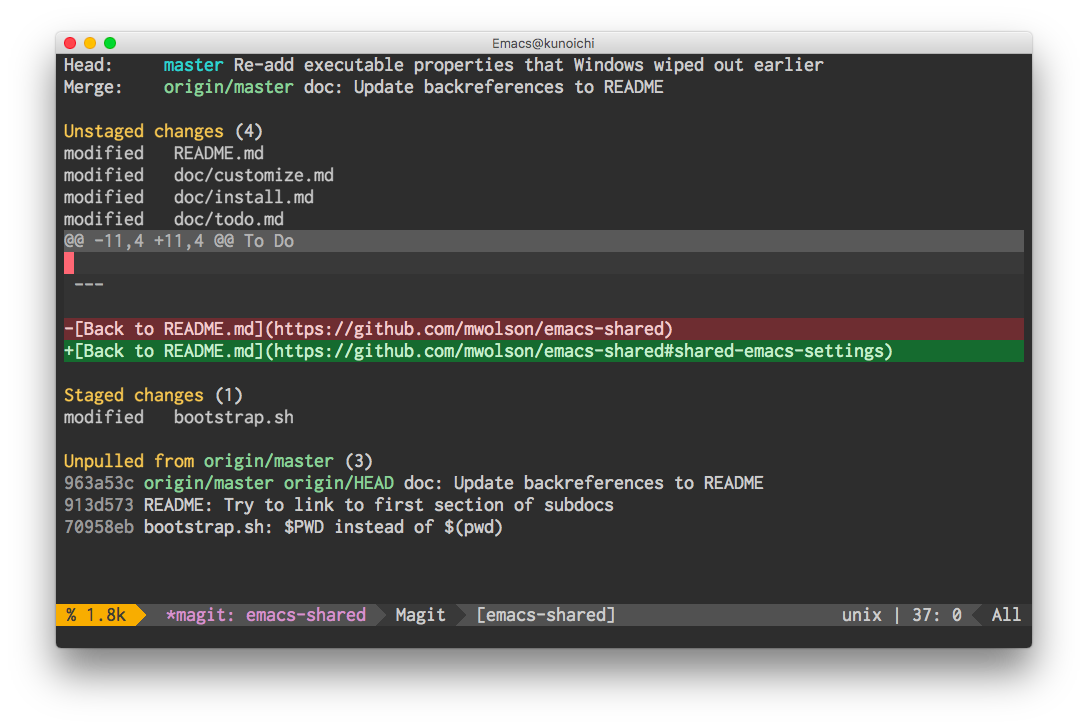 Emacs@kunoichi
Head:     master Re-add executable properties that Windows wiped out earlier
Merge:    origin/master doc: Update backreferences to README
Unstaged changes (4)
modified   README.md
modified   doc/customize.md
modified   doc/install.md
modified   doc/todo.md
@@ -11,4 +11,4 @@ To Do
 ---
-[Back to README.md](https://github.com/mwolson/emacs-shared)
+[Back to README.md](https://github.com/mwolson/emacs-shared#shared-emacs-settings)
Staged changes (1)
modified   bootstrap.sh
Unpulled from origin/master (3)
963a53c origin/master origin/HEAD doc: Update backreferences to README
913d573 README: Try to link to first section of subdocs
70958eb bootstrap.sh: $PWD instead of $(pwd)
% 1.8k *magit: emacs-shared Magit [emacs-shared] unix | 37: 0 All